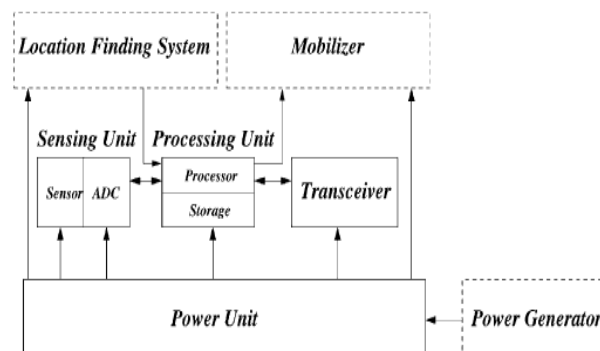 Location Finding System
Mobilizer
Sensing Unit
Processing Unit
Sensor
ADC
Processor
Storage
Transceiver
Power Unit
Power Generator